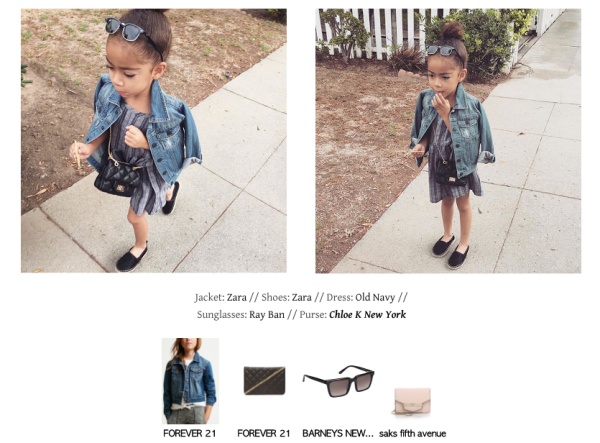 Jacket: Zara // Shoes: Zara // Dress: Old Navy //
Sunglasses: Ray Ban // Purse: Chloe K New York
FOREVER 21 FOREVER 21 BARNEYS NEW... saks fifth avenue